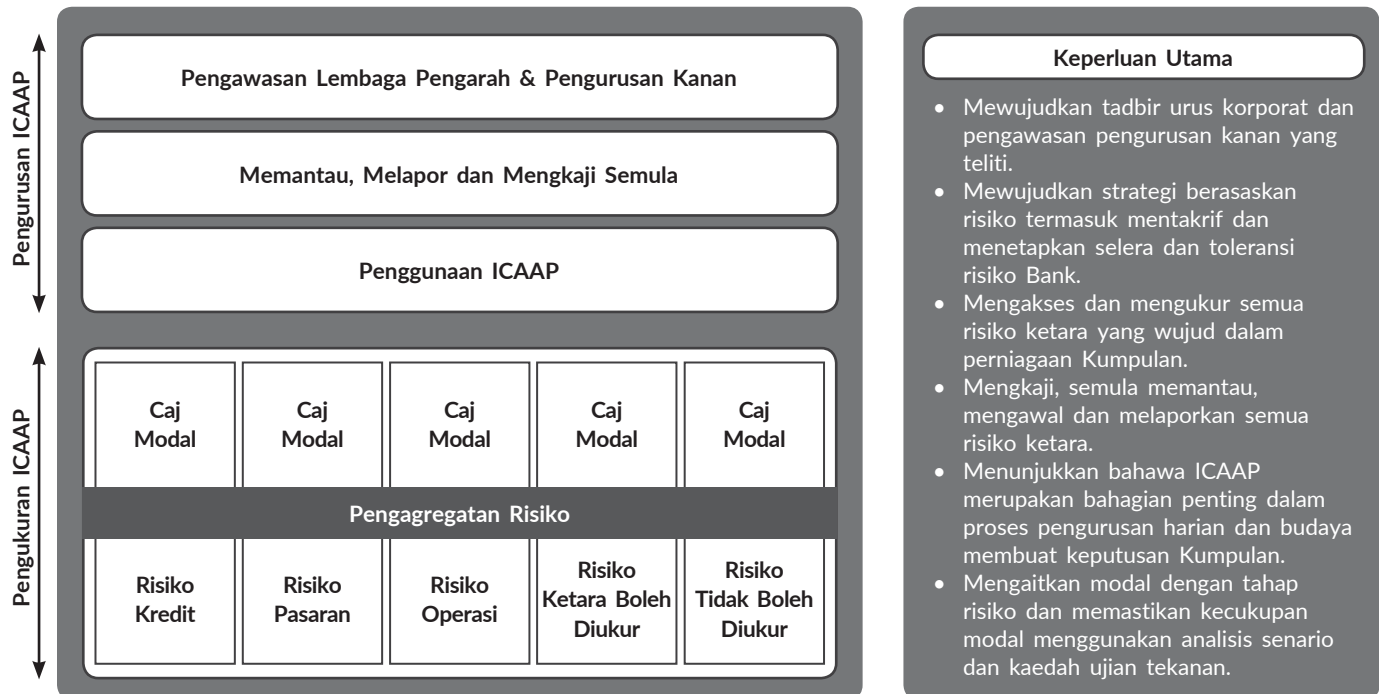 Pengurusan ICAAP
Pengawasan Lembaga Pengarah & Pengurusan Kanan
Memantau, Melapor dan Mengkaji Semula
Penggunaan ICAAP
Pengukuran ICAAP
Caj
Modal
Caj
Modal
Caj
Modal
Caj
Modal
Caj
Modal
Pengagregatan Risiko
Risiko
Kredit
Risiko
Pasaran
Risiko
Operasi
Risiko
Ketara Boleh
Diukur
Risiko
Tidak Boleh
Diukur
Keperluan Utama
• Mewujudkan tadbir urus korporat dan
pengawasan pengurusan kanan yang
teliti.
• Mewujudkan strategi berasaskan
risiko termasuk mentakrif dan
menetapkan selera dan toleransi
risiko Bank.
• Mengakses dan mengukur semua
risiko ketara yang wujud dalam
perniagaan Kumpulan.
• Mengkaji, semula memantau,
mengawal dan melaporkan semua
risiko ketara.
• Menunjukkan bahawa ICAAP
merupakan bahagian penting dalam
proses pengurusan harian dan budaya
membuat keputusan Kumpulan.
• Mengaitkan modal dengan tahap
risiko dan memastikan kecukupan
modal menggunakan analisis senario
dan kaedah ujian tekanan.